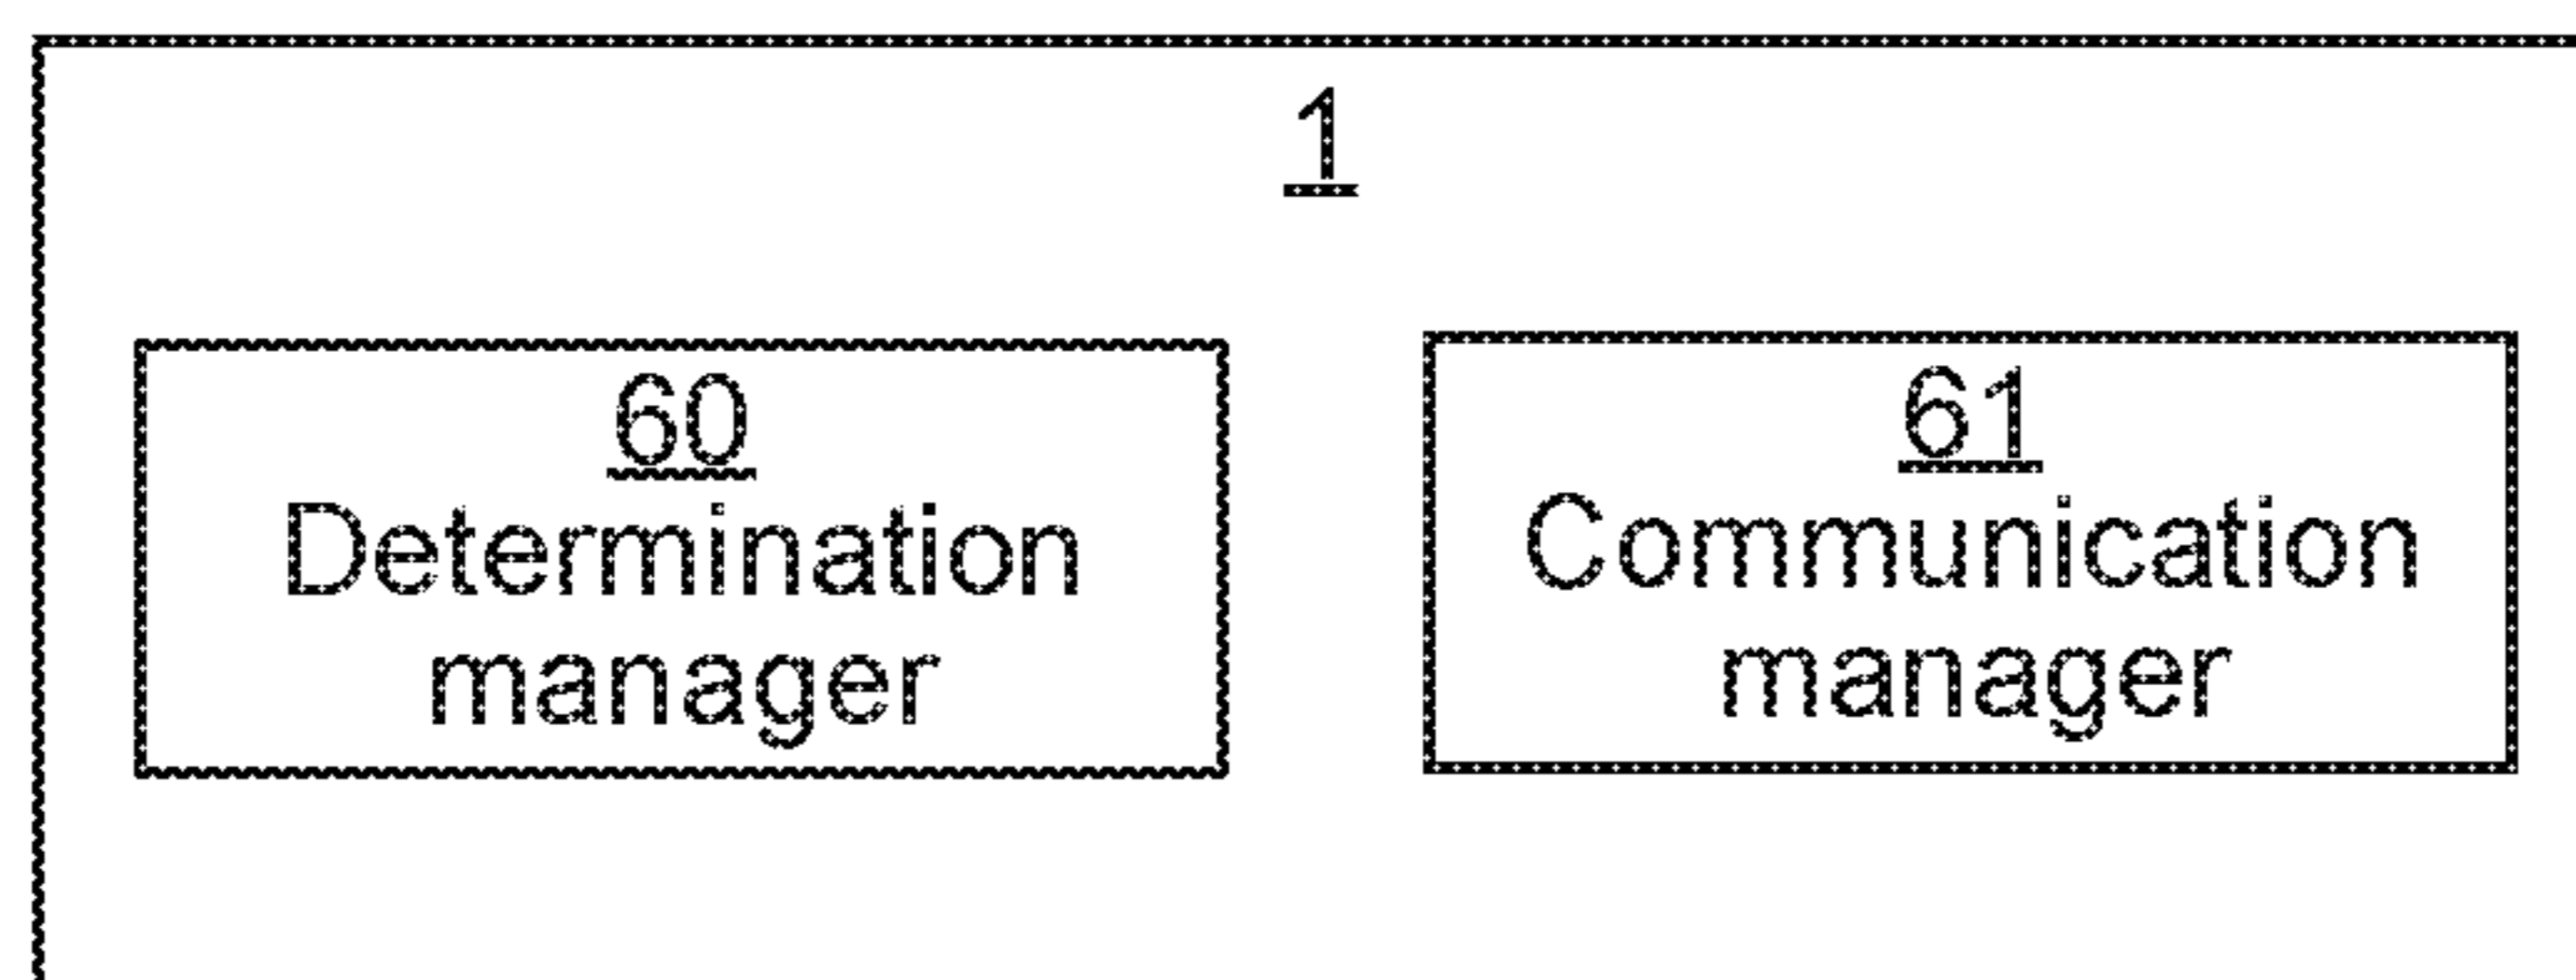 1
60
Determination
manager
61
Communication
manager